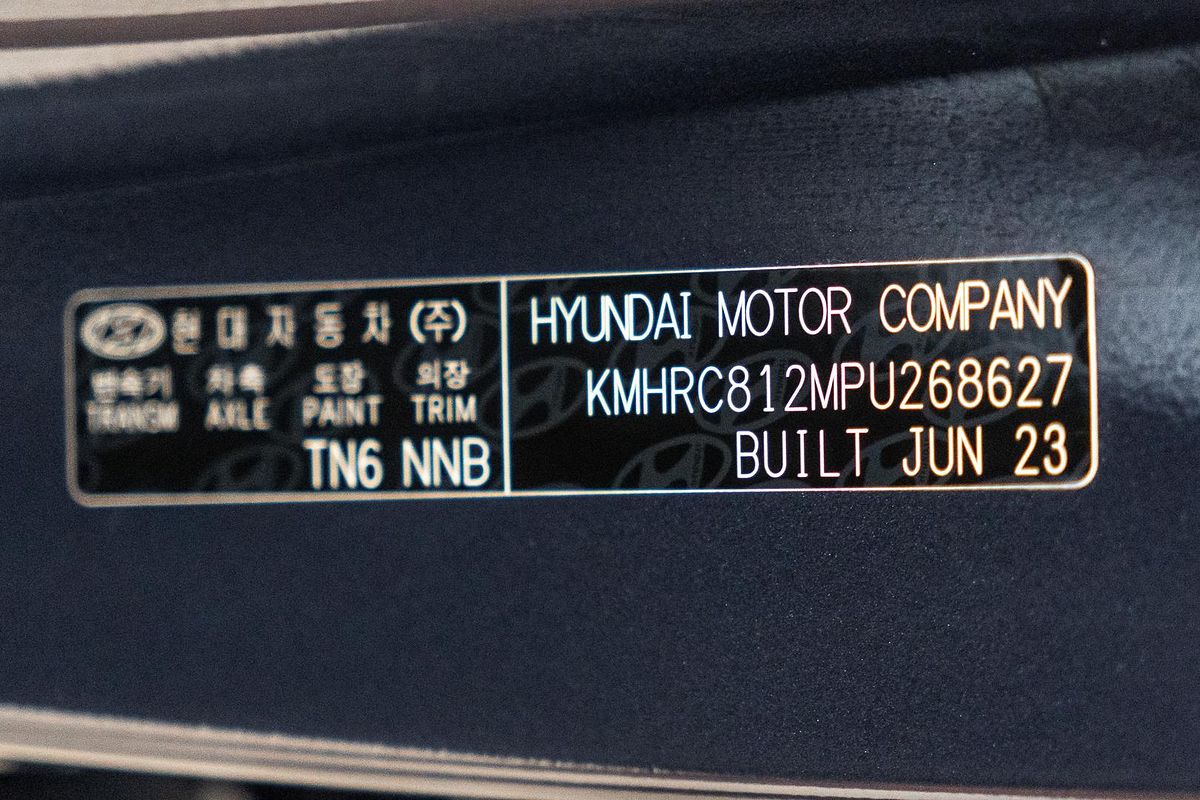 현대자동차 (주)
변속기 차축 도장 외장
TRANSM AXLE PAINT TRIM
TN6 NNB
HYUNDAI MOTOR COMPANY
KMHRC812MPU268627
BUILT JUN 23